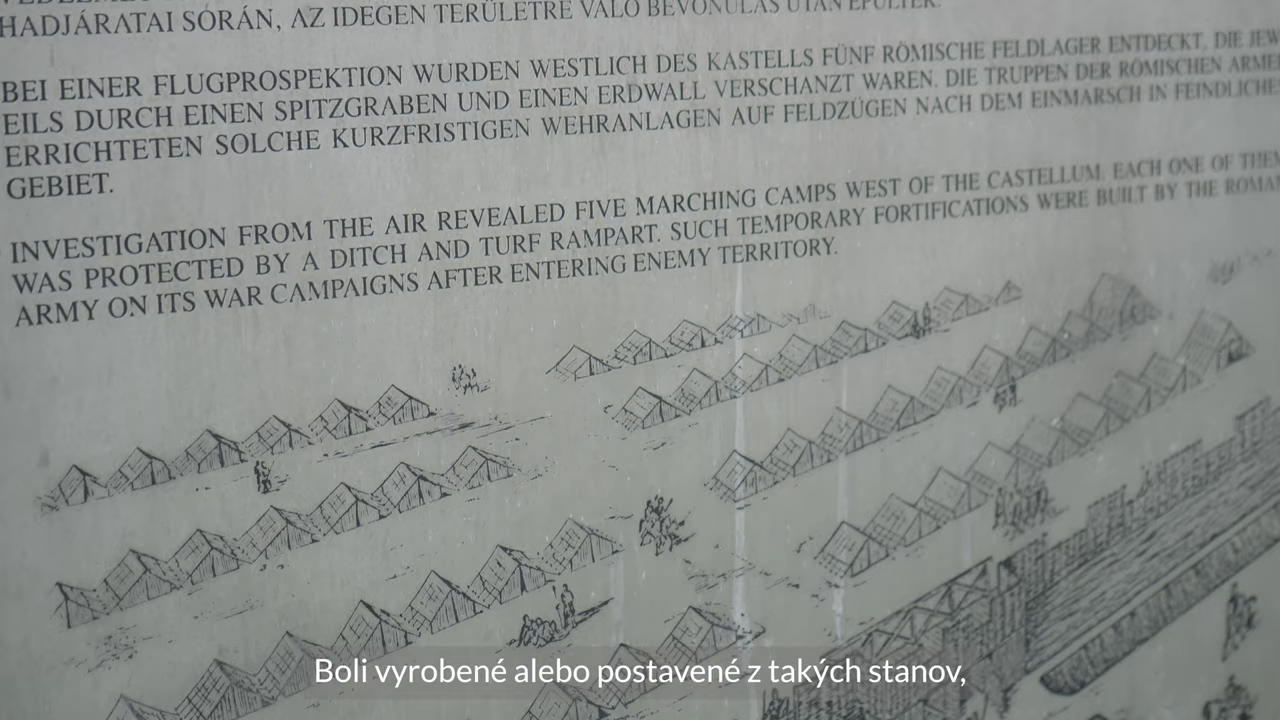 HADJÁRATAI SÓRÁN, AZ IDEGEN TERÜLETRE VALÓ BEVONULÁS UTÁN ÉPÜLTEK.
BEI EINER FLUGPROSPEKTION WURDEN WESTLICH DES KASTELLS FÜNF RÖMISCHE FELDLAGER ENTDECKT, DIE JEW
EILS DURCH EINEN SPITZGRABEN UND EINEN ERDWALL VERSCHANZT WAREN. DIE TRUPPEN DER RÖMISCHEN ARMEE
ERRICHTETEN SOLCHE KURZFRISTIGEN WEHRANLAGEN AUF FELDZÜGEN NACH DEM EINMARSCH IN FEINDLICHES
GEBIET.
INVESTIGATION FROM THE AIR REVEALED FIVE MARCHING CAMPS WEST OF THE CASTELLUM. EACH ONE OF THEM
WAS PROTECTED BY A DITCH AND TURF RAMPART. SUCH TEMPORARY FORTIFICATIONS WERE BUILT BY THE ROMAN
ARMY ON ITS WAR CAMPAIGNS AFTER ENTERING ENEMY TERRITORY.
Boli vyrobené alebo postavené z takých stanov,